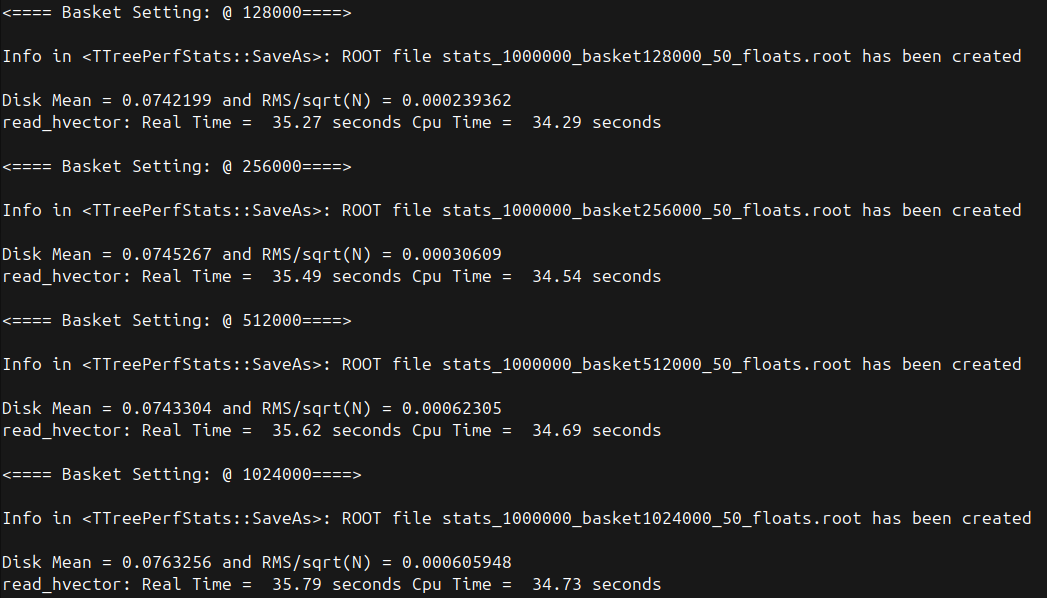 <==== Basket Setting: @ 128000====>
Info in <TTreePerfStats::SaveAs>: ROOT file stats_1000000_basket128000_50_floats.root has been created
Disk Mean = 0.0742199 and RMS/sqrt(N) = 0.000239362
read_hvector: Real Time =  35.27 seconds Cpu Time =  34.29 seconds
<==== Basket Setting: @ 256000====>
Info in <TTreePerfStats::SaveAs>: ROOT file stats_1000000_basket256000_50_floats.root has been created
Disk Mean = 0.0745267 and RMS/sqrt(N) = 0.00030609
read_hvector: Real Time =  35.49 seconds Cpu Time =  34.54 seconds
<==== Basket Setting: @ 512000====>
Info in <TTreePerfStats::SaveAs>: ROOT file stats_1000000_basket512000_50_floats.root has been created
Disk Mean = 0.0743304 and RMS/sqrt(N) = 0.00062305
read_hvector: Real Time =  35.62 seconds Cpu Time =  34.69 seconds
<==== Basket Setting: @ 1024000====>
Info in <TTreePerfStats::SaveAs>: ROOT file stats_1000000_basket1024000_50_floats.root has been created
Disk Mean = 0.0763256 and RMS/sqrt(N) = 0.000605948
read_hvector: Real Time =  35.79 seconds Cpu Time =  34.73 seconds